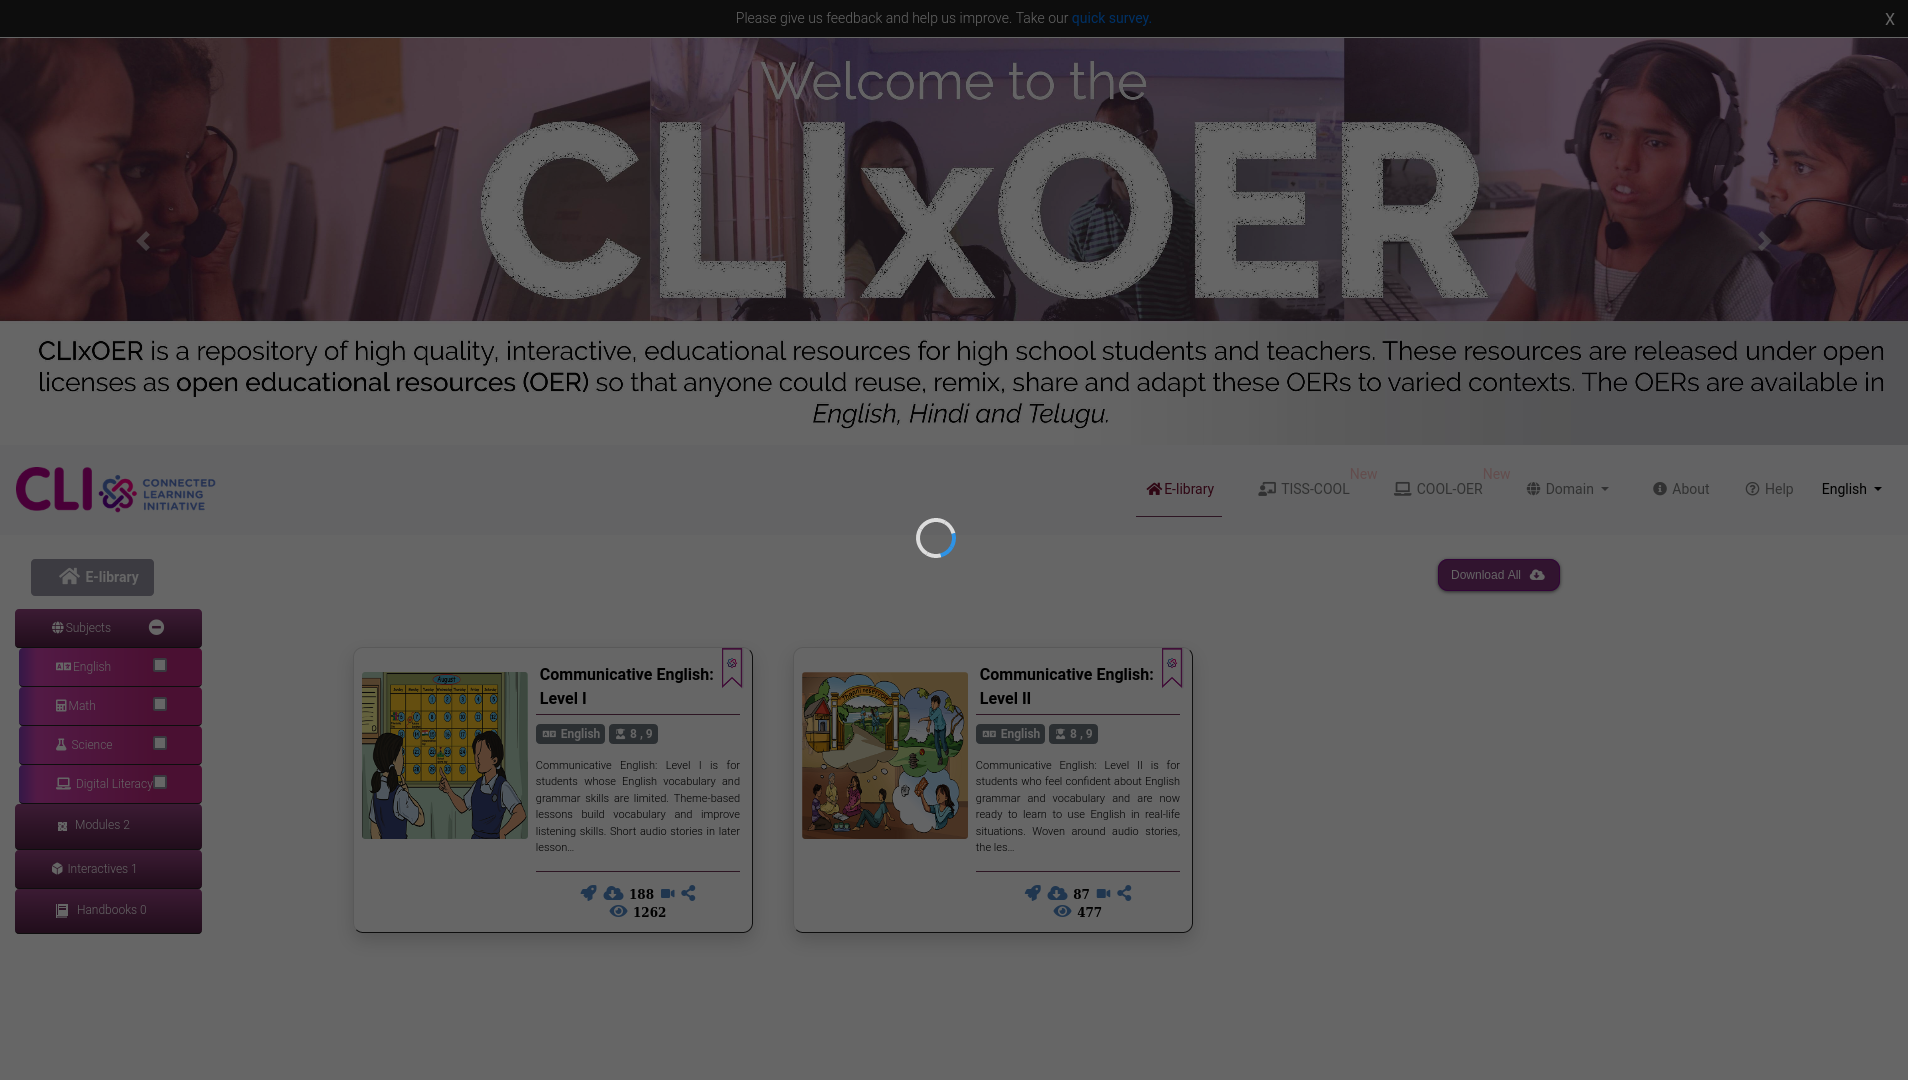 Please give us feedback and help us improve. Take our quick survey.
X
Welcome to the
CLIxOER
CLIxOER is a repository of high quality, interactive, educational resources for high school students and teachers. These resources are released under open
licenses as open educational resources (OER) so that anyone could reuse, remix, share and adapt these OERs to varied contexts. The OERs are available in
English, Hindi and Telugu.
CLI CONNECTED
LEARNING
INITIATIVE
E-library
TISS-COOL New
COOL-OER New
Domain
About
Help
English
E-library
Download All
Subjects
English
Math
Science
Digital Literacy
Modules 2
Interactives 1
Handbooks 0
Communicative English:
Level I
English 8 , 9
Communicative English: Level I is for
students whose English vocabulary and
grammar skills are limited. Theme-based
lessons build vocabulary and improve
listening skills. Short audio stories in later
lesson...
188
1262
Communicative English:
Level II
English 8 , 9
Communicative English: Level II is for
students who feel confident about English
grammar and vocabulary and are now
ready to learn to use English in real-life
situations. Woven around audio stories,
the les...
87
477
August